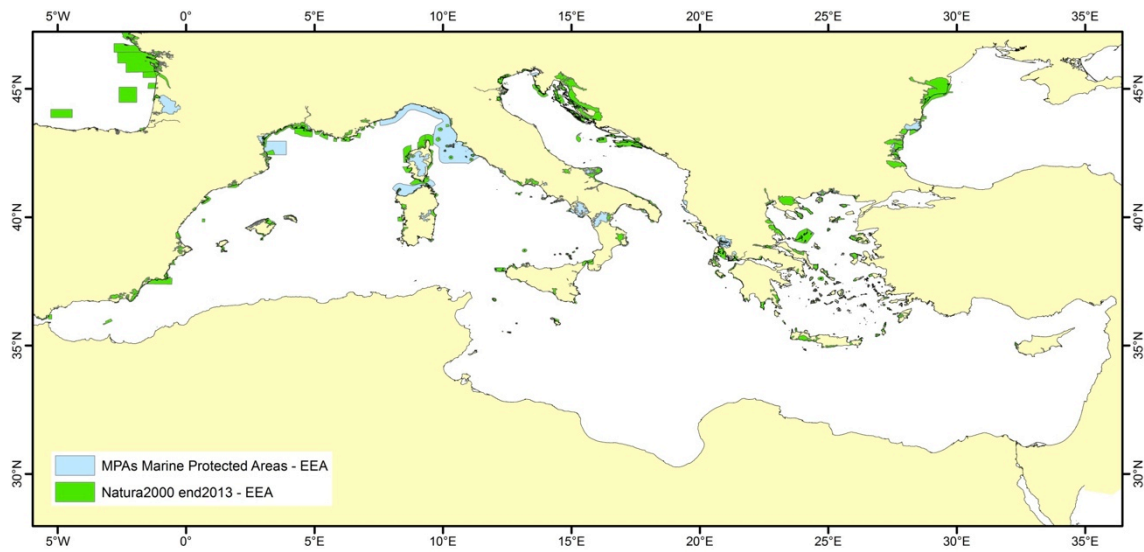 5°W 0° 5°E 10°E 15°E 20°E 25°E 30°E 35°E
45°N 45°N
40°N 40°N
35°N 35°N
30°N 30°N
MPAs Marine Protected Areas - EEA
Natura2000 end2013 - EEA
5°W 0° 5°E 10°E 15°E 20°E 25°E 30°E 35°E